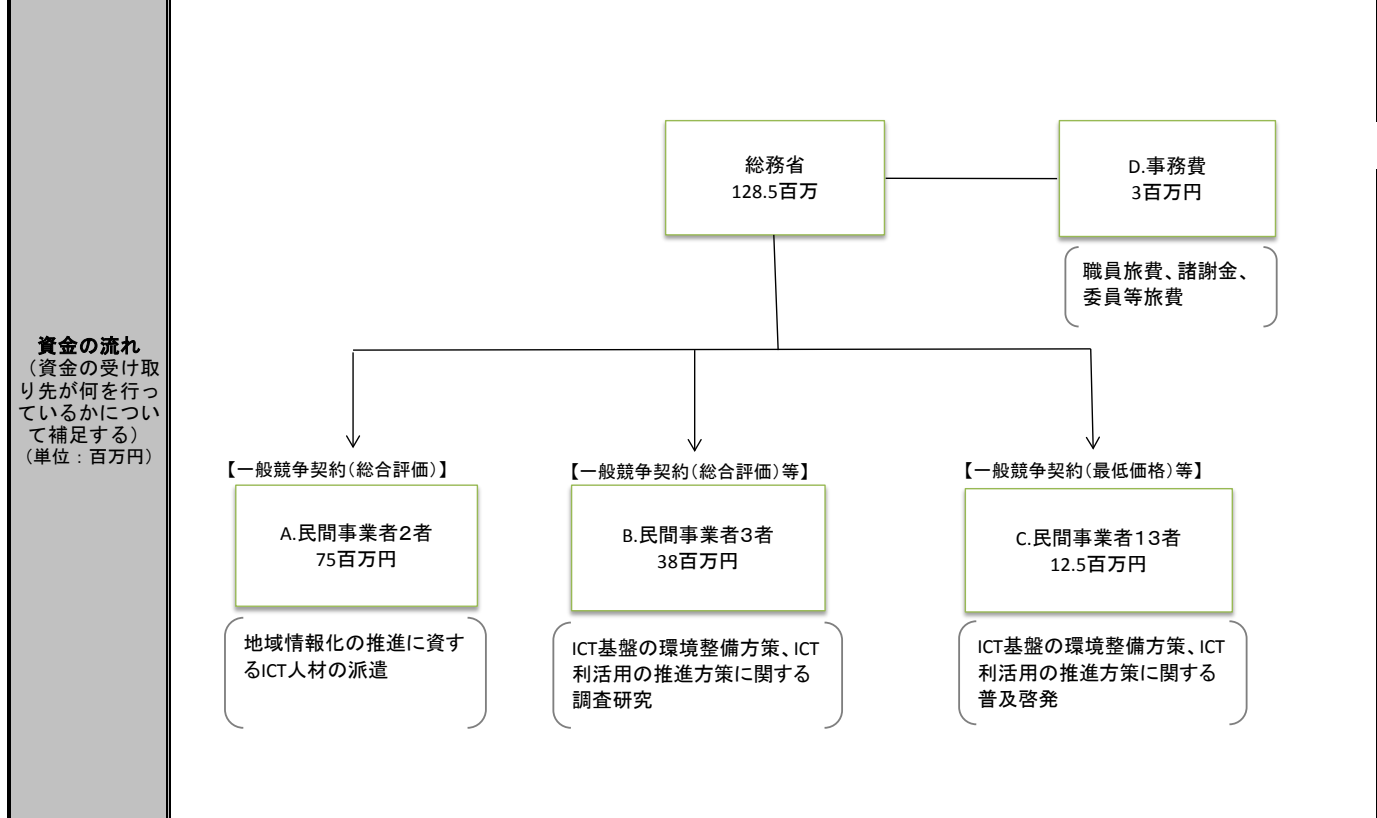 資金の流れ
（資金の受け取
り先が何を行っ
ているかについ
て補足する）
（単位：百万円）
総務省
128.5百万
D.事務費
3百万円
職員旅費、諸謝金、
委員等旅費
【一般競争契約（総合評価）】
A.民間事業者２者
75百万円
地域情報化の推進に資す
るICT人材の派遣
【一般競争契約（総合評価）等】
B.民間事業者３者
38百万円
ICT基盤の環境整備方策、ICT
利活用の推進方策に関する
調査研究
【一般競争契約（最低価格）等】
C.民間事業者１３者
12.5百万円
ICT基盤の環境整備方策、ICT
利活用の推進方策に関する
普及啓発